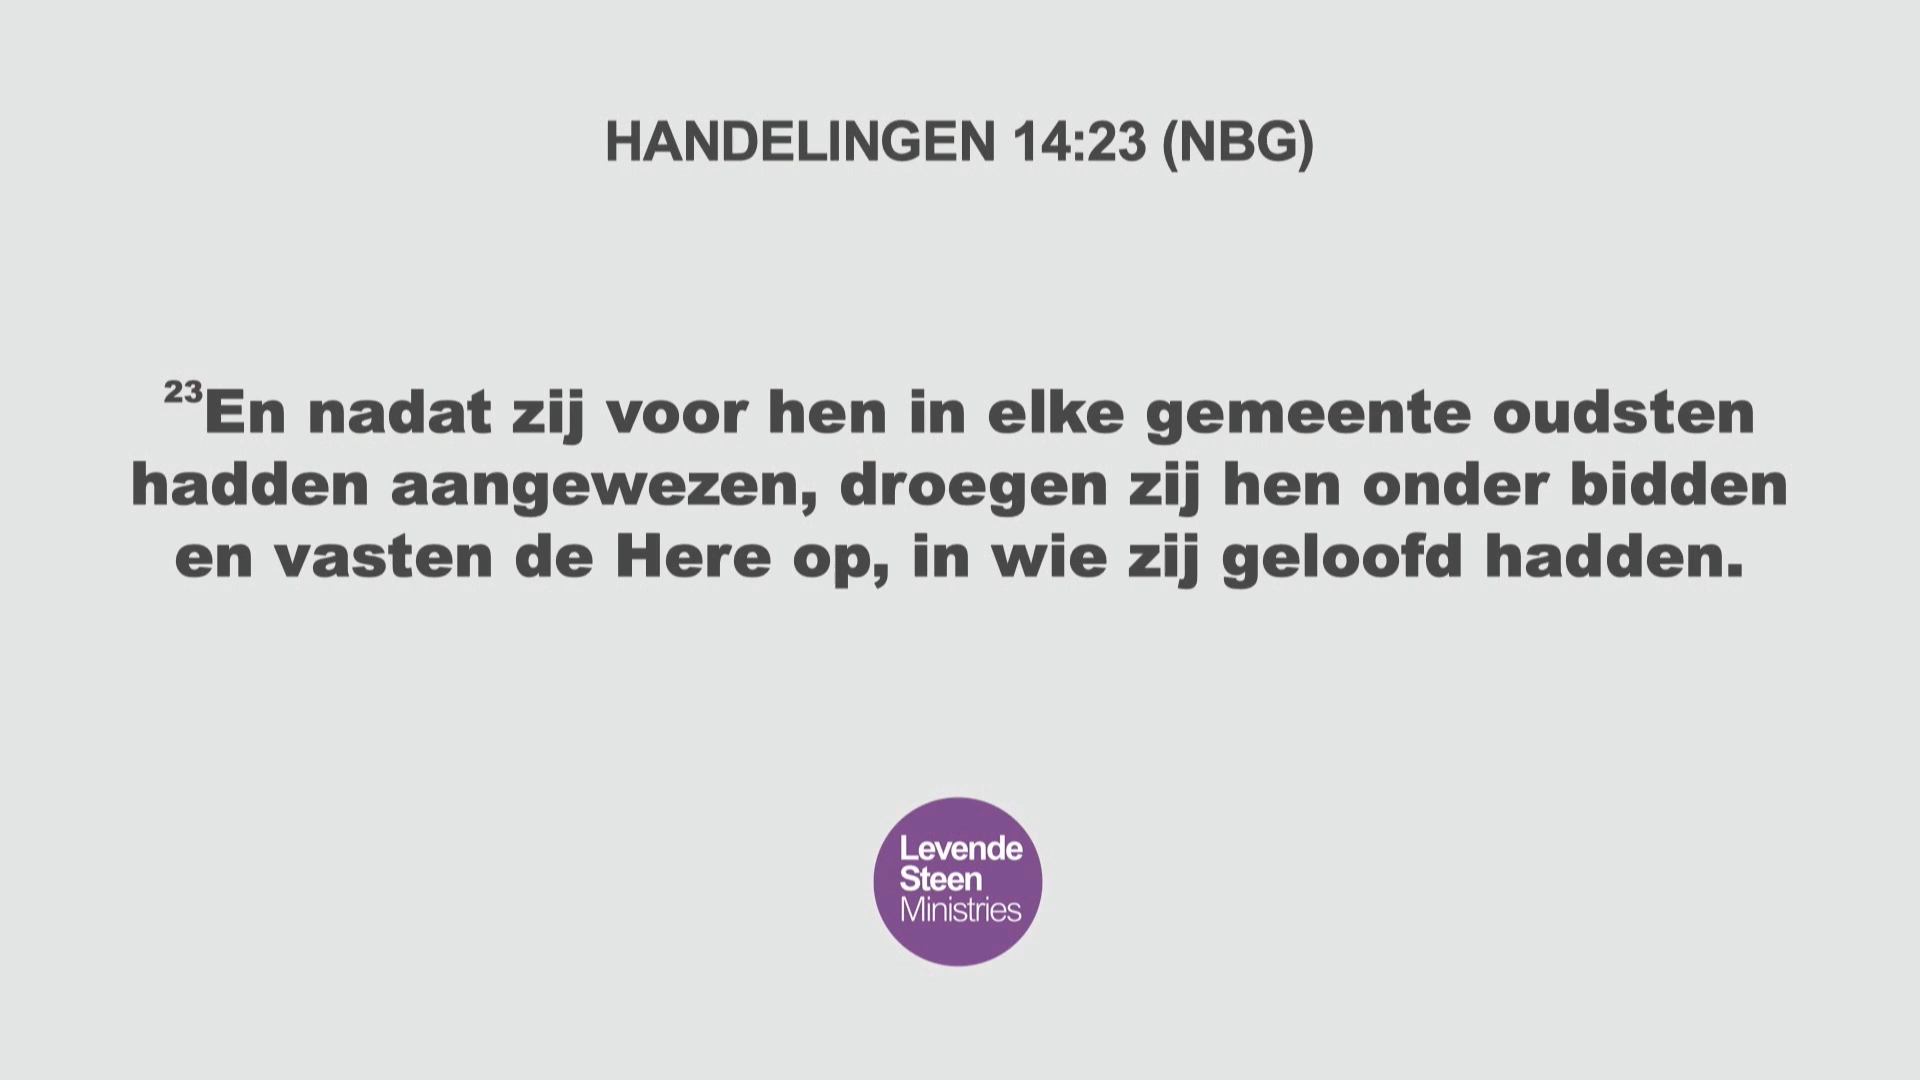 HANDELINGEN 14:23 (NBG)
²³En nadat zij voor hen in elke gemeente oudsten
hadden aangewezen, droegen zij hen onder bidden
en vasten de Here op, in wie zij geloofd hadden.
Levende
Steen
Ministries